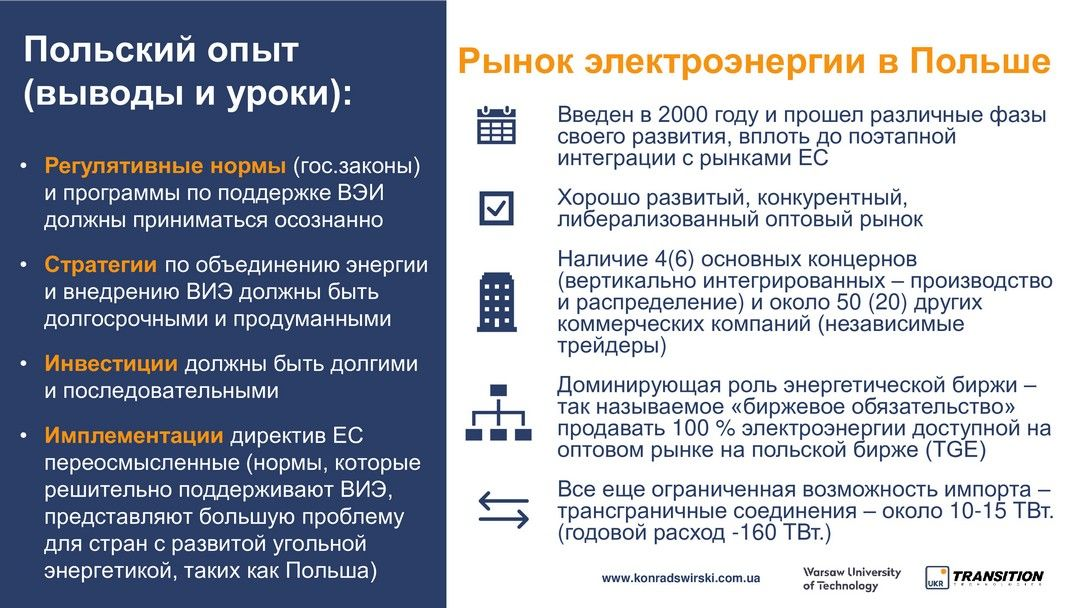 Польский опыт
(выводы и уроки):
• Регулятивные нормы (гос.законы)
и программы по поддержке ВЭИ
должны приниматься осознанно
• Стратегии по объединению энергии
и внедрению ВИЭ должны быть
долгосрочными и продуманными
• Инвестиции должны быть долгими
и последовательными
• Имплементации директив ЕС
переосмысленные (нормы, которые
решительно поддерживают ВИЭ,
представляют большую проблему
для стран с развитой угольной
энергетикой, таких как Польша)
Рынок электроэнергии в Польше
Введен в 2000 году и прошел различные фазы
своего развития, вплоть до поэтапной
интеграции с рынками ЕС
Хорошо развитый, конкурентный,
либерализованный оптовый рынок
Наличие 4(6) основных концернов
(вертикально интегрированных – производство
и распределение) и около 50 (20) других
коммерческих компаний (независимые
трейдеры)
Доминирующая роль энергетической биржи –
так называемое «биржевое обязательство»
продавать 100 % электроэнергии доступной на
оптовом рынке на польской бирже (TGE)
Все еще ограниченная возможность импорта –
трансграничные соединения – около 10-15 ТВт.
(годовой расход -160 ТВт.)
www.konradswirski.com.ua
Warsaw University
of Technology
UKR
TRANSITION
TECHNOLOGIES